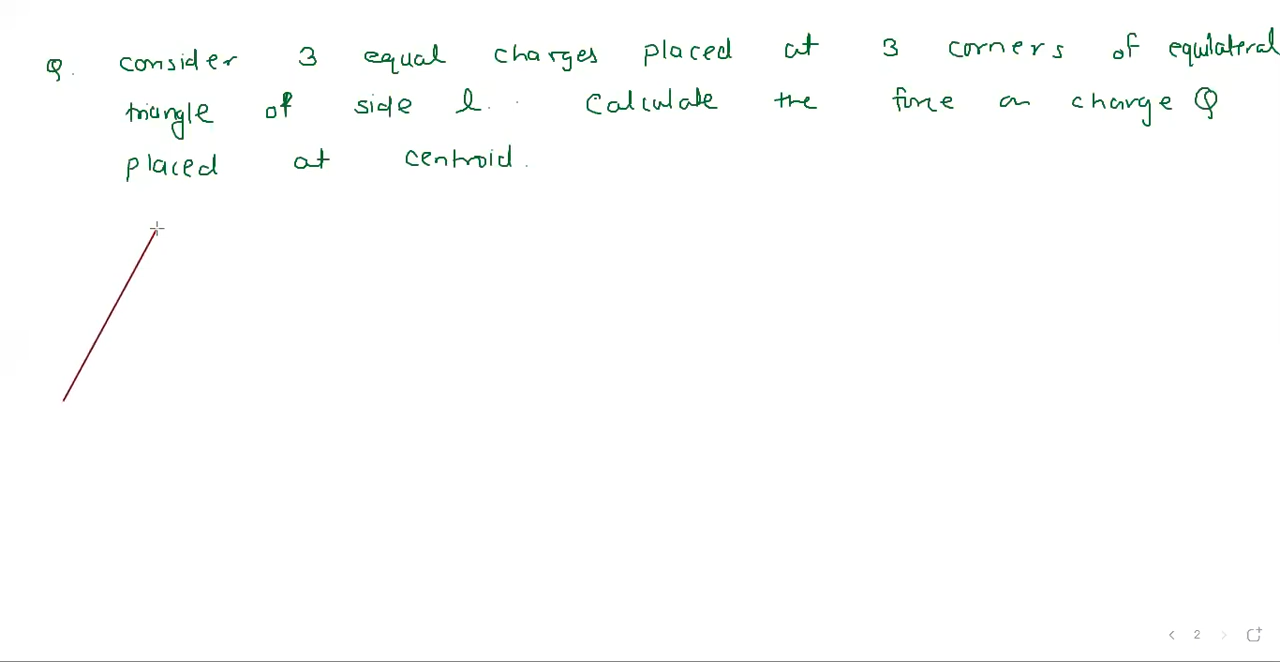 Q. consider 3 equal charges placed at 3 corners of equilateral
triangle of side l. Calculate the force on charge Q
placed at centroid.
2